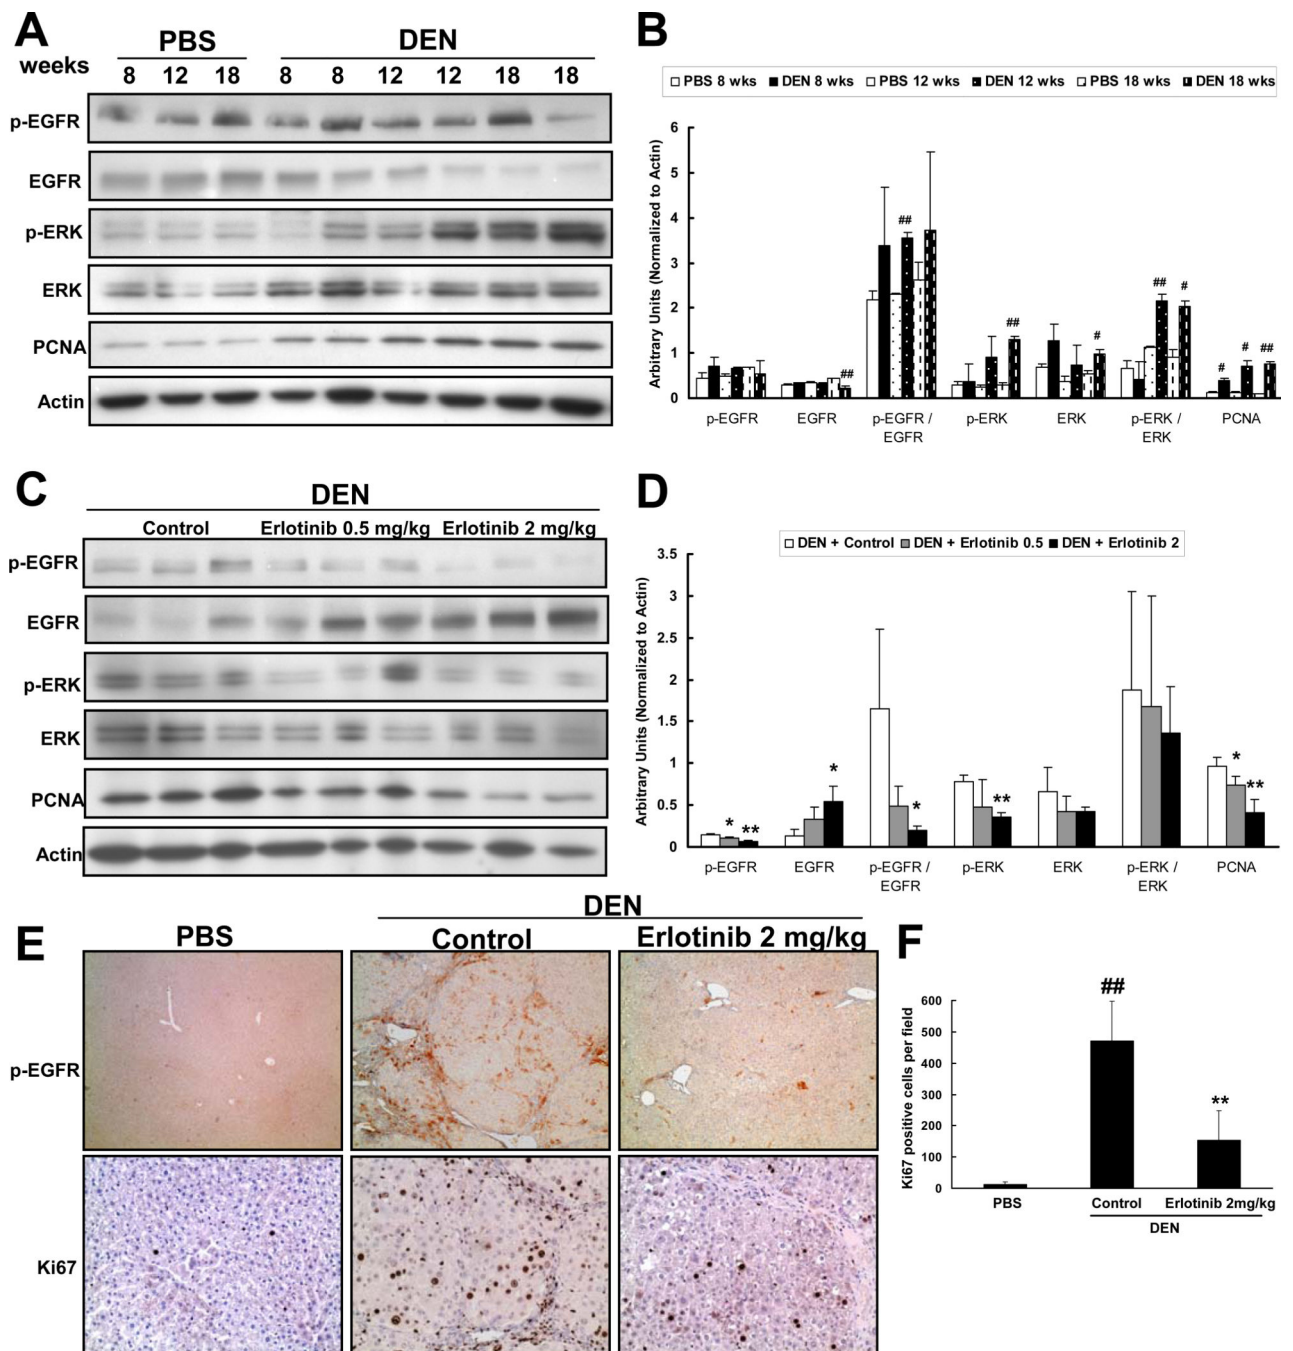 A
PBS
DEN
weeks
8 12 18 8 8 12 12 18 18
p-EGFR
EGFR
p-ERK
ERK
PCNA
Actin
B
PBS 8 wks DEN 8 wks PBS 12 wks DEN 12 wks PBS 18 wks DEN 18 wks
Arbitrary Units (Normalized to Actin)
6
5
4
3
2
1
0
## ## ## # ## # # # ##
p-EGFR EGFR p-EGFR / p-ERK ERK p-ERK / PCNA
EGFR ERK
C
DEN
Control Erlotinib 0.5 mg/kg Erlotinib 2 mg/kg
p-EGFR
EGFR
p-ERK
ERK
PCNA
Actin
D
DEN + Control DEN + Erlotinib 0.5 DEN + Erlotinib 2
Arbitrary Units (Normalized to Actin)
3.5
3
2.5
2
1.5
1
0.5
0
* ** * * ** * **
p-EGFR EGFR p-EGFR / p-ERK ERK p-ERK / PCNA
EGFR ERK
E
DEN
PBS Control Erlotinib 2 mg/kg
p-EGFR
Ki67
F
Ki67 positive cells per field
600
500
400
300
200
100
0
##
**
PBS Control Erlotinib 2mg/kg
DEN